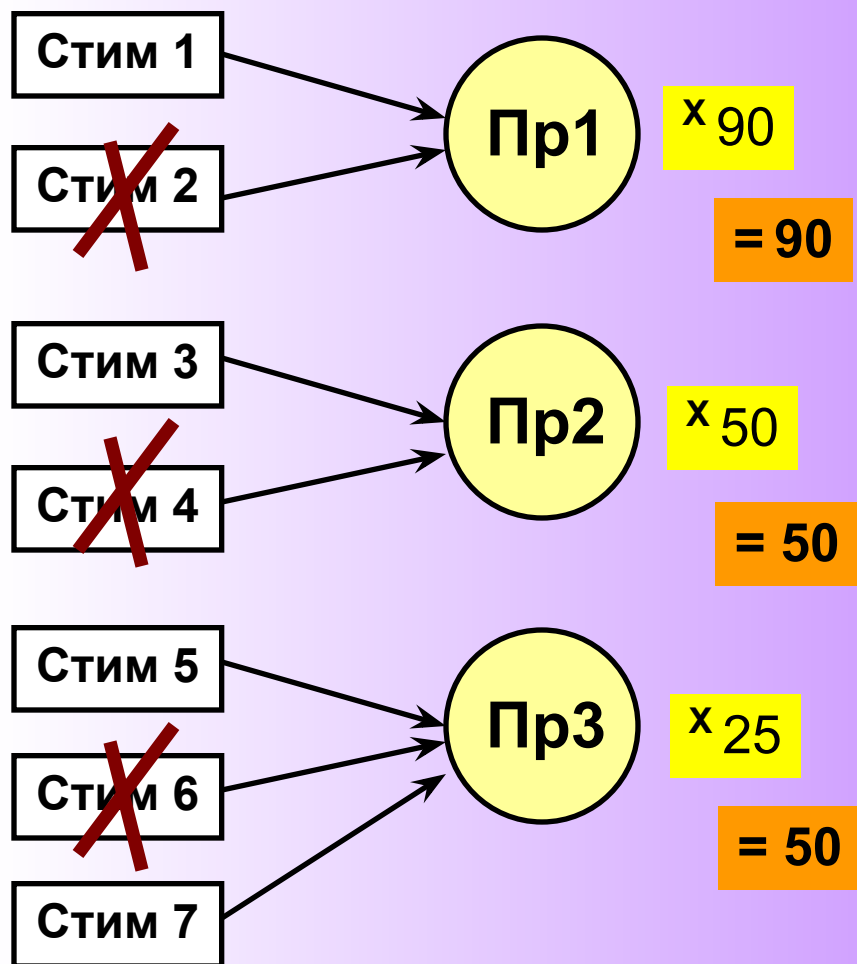 Стим 1
Пр1
х 90
Стим 2
= 90
Стим 3
Пр2
х 50
Стим 4
= 50
Стим 5
Пр3
х 25
Стим 6
= 50
Стим 7